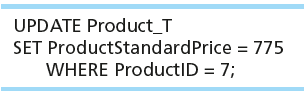 UPDATE Product_T
SET ProductStandardPrice = 775
WHERE ProductID = 7;